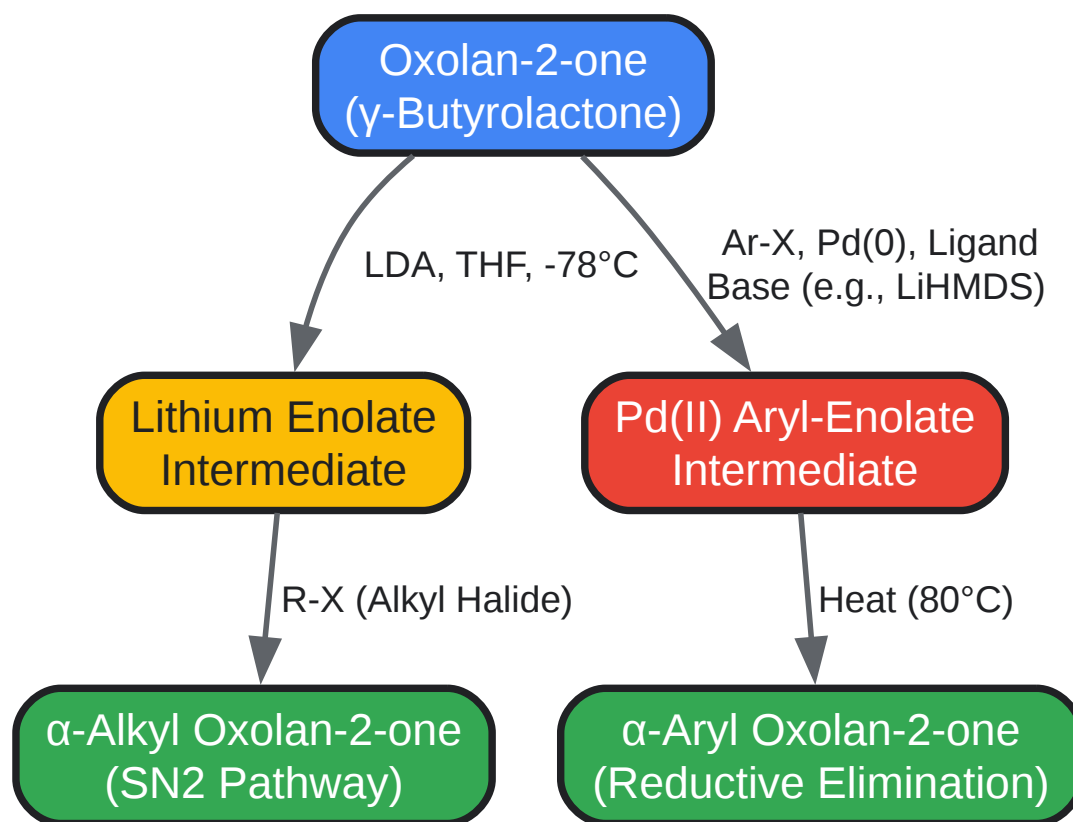 Oxolan-2-one
(γ-Butyrolactone)
LDA, THF, -78°C
Ar-X, Pd(0), Ligand
Base (e.g., LiHMDS)
Lithium Enolate
Intermediate
Pd(II) Aryl-Enolate
Intermediate
R-X (Alkyl Halide)
Heat (80°C)
α-Alkyl Oxolan-2-one
(SN2 Pathway)
α-Aryl Oxolan-2-one
(Reductive Elimination)